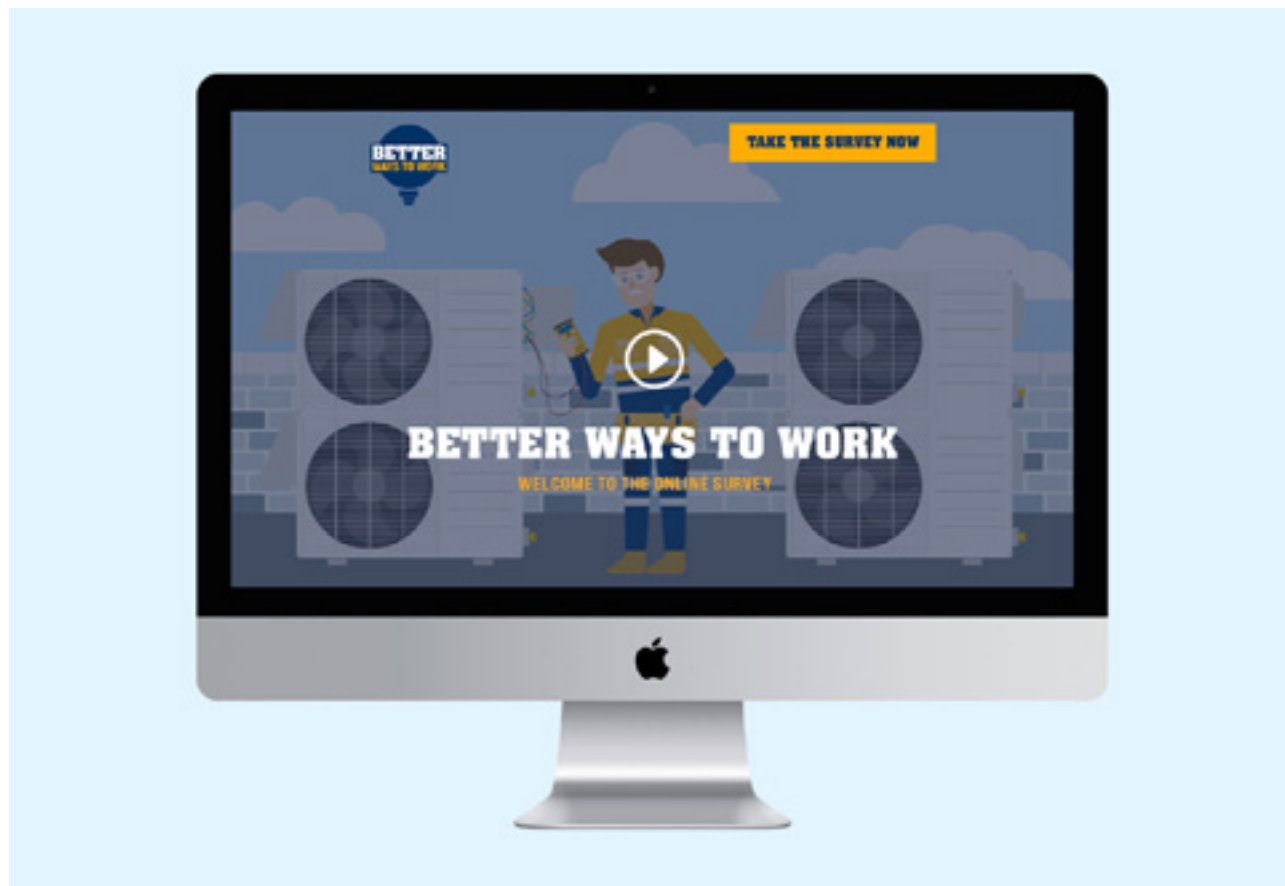 BETTER
WAYS TO WORK
TAKE THE SURVEY NOW
BETTER WAYS TO WORK
WELCOME TO THE ONLINE SURVEY